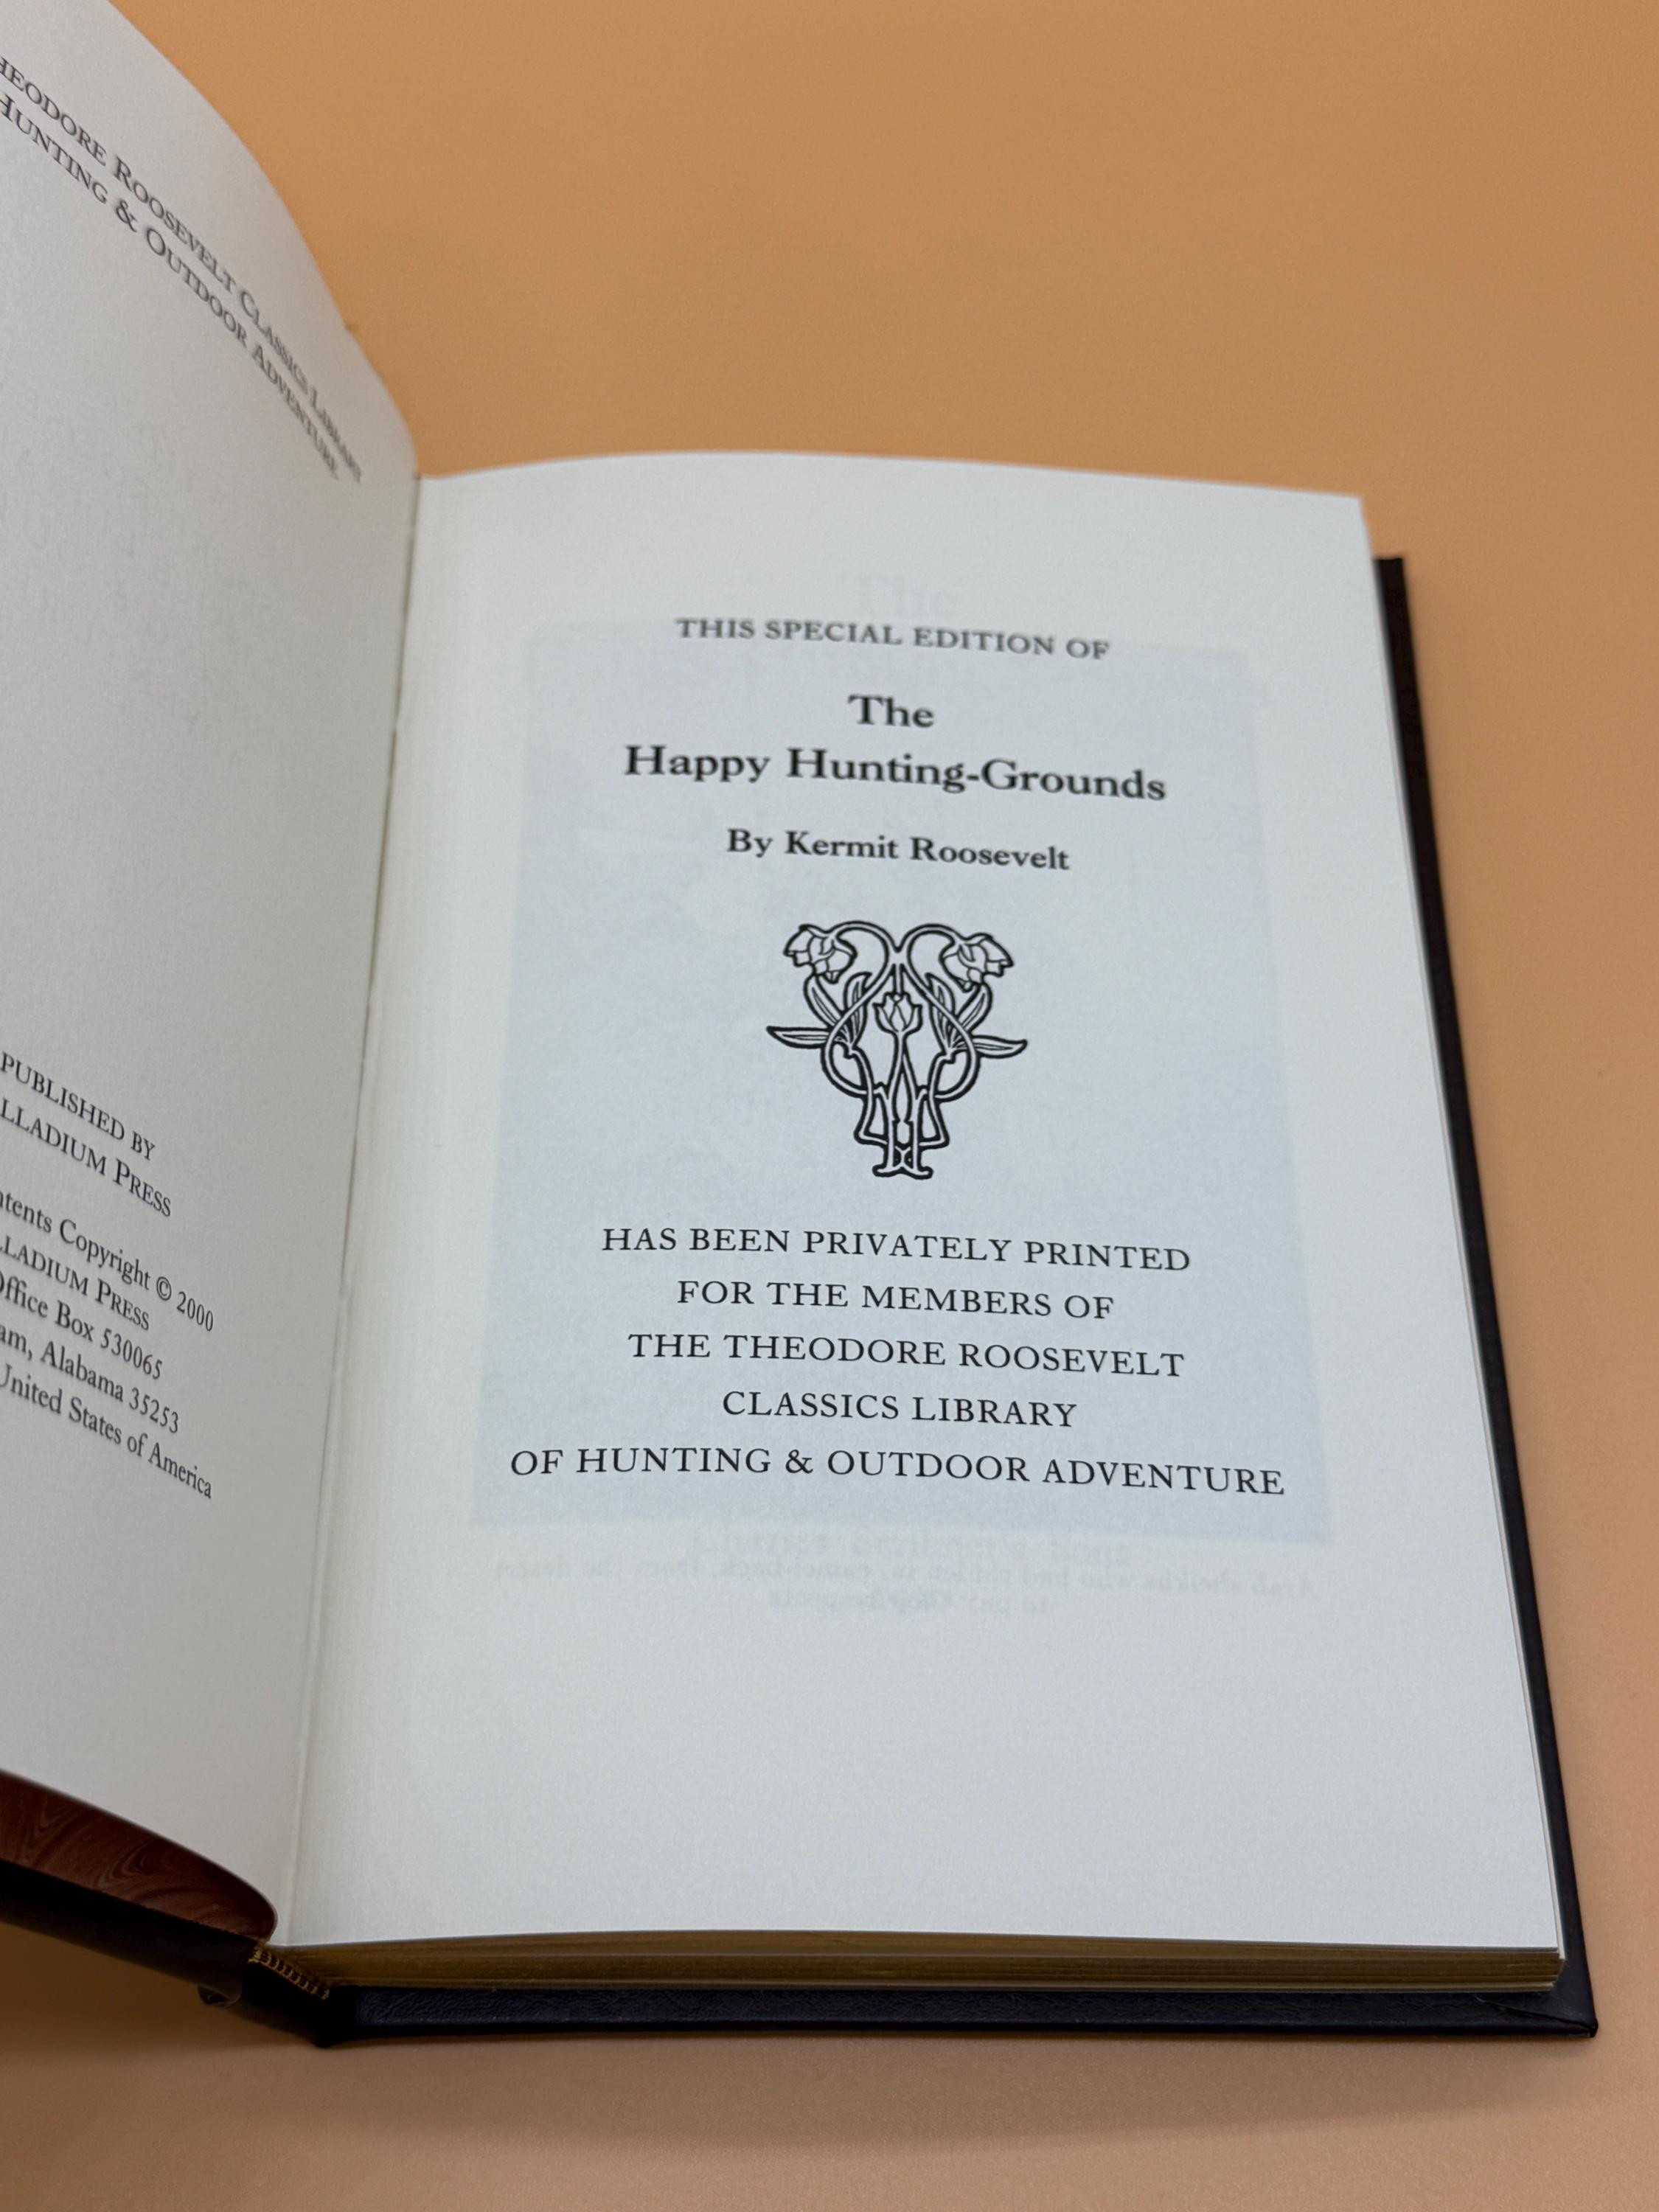 THEODORE ROOSEVELT CLASSICS LIBRARY
HUNTING & OUTDOOR ADVENTURE
PUBLISHED BY
LLADIUM PRESS
ntents Copyright © 2000
LLADIUM PRESS
Office Box 530065
am, Alabama 35253
United States of America
THIS SPECIAL EDITION OF
The
Happy Hunting-Grounds
By Kermit Roosevelt
HAS BEEN PRIVATELY PRINTED
FOR THE MEMBERS OF
THE THEODORE ROOSEVELT
CLASSICS LIBRARY
OF HUNTING & OUTDOOR ADVENTURE